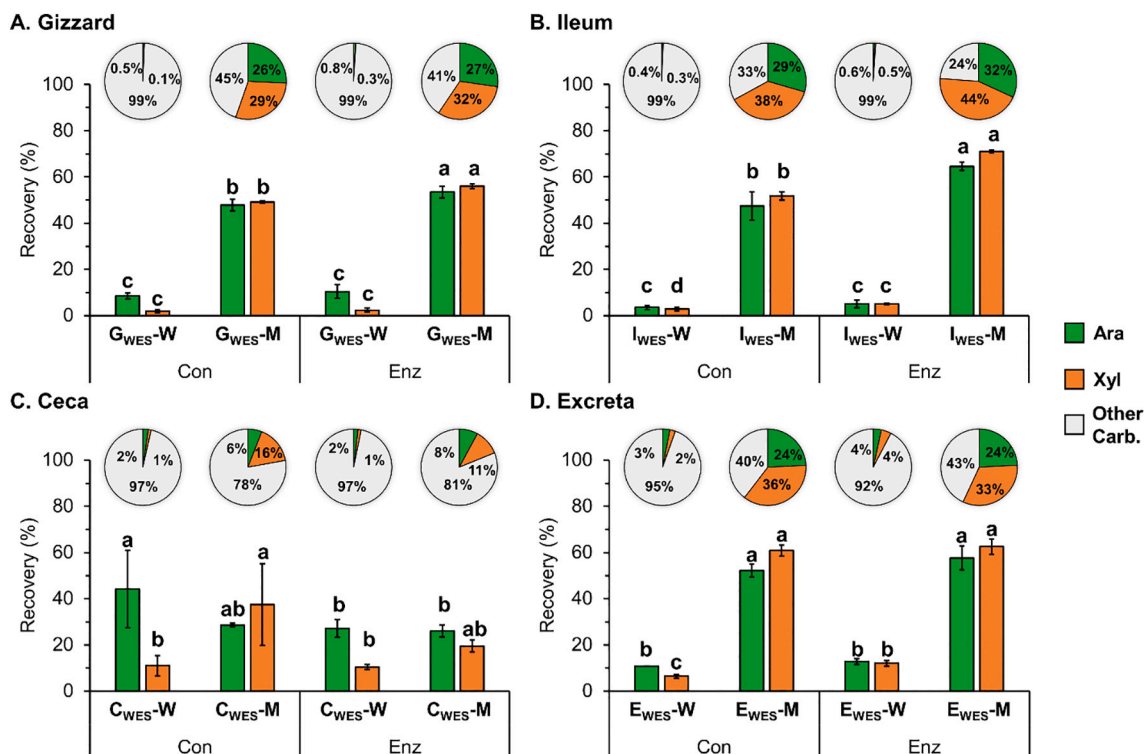 A. Gizzard
0.5% 0.1% 99%
45% 26% 29%
0.8% 0.3% 99%
41% 27% 32%
Recovery (%)
100
80
60
40
20
0
c c
b b
c c
a a
GWES-W GWES-M GWES-W GWES-M
Con Enz
B. Ileum
0.4% 0.3% 99%
33% 29% 38%
0.6% 0.5% 99%
24% 32% 44%
Recovery (%)
100
80
60
40
20
0
c d
b b
c c
a a
IWES-W IWES-M IWES-W IWES-M
Con Enz
Ara
Xyl
Other
Carb.
C. Ceca
2% 1% 97%
6% 16% 78%
2% 1% 97%
8% 11% 81%
Recovery (%)
100
80
60
40
20
0
a b
ab a
b b
b ab
CWES-W CWES-M CWES-W CWES-M
Con Enz
D. Excreta
3% 2% 95%
40% 24% 36%
4% 4% 92%
43% 24% 33%
Recovery (%)
100
80
60
40
20
0
b c
a a
b b
a a
EWES-W EWES-M EWES-W EWES-M
Con Enz